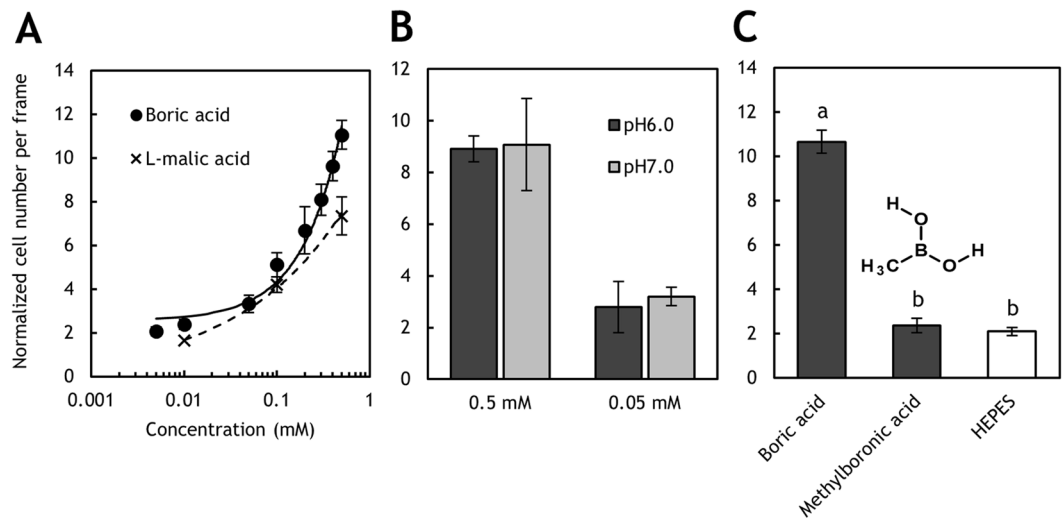 A
Normalized cell number per frame
14
12
10
8
6
4
2
0
Boric acid
L-malic acid
0.001
0.01
0.1
1
Concentration (mM)
B
12
10
8
6
4
2
0
pH6.0
pH7.0
0.5 mM
0.05 mM
C
14
12
10
8
6
4
2
0
a
b
b
H
O
B
H
H3C
O
Boric acid
Methylboronic acid
HEPES